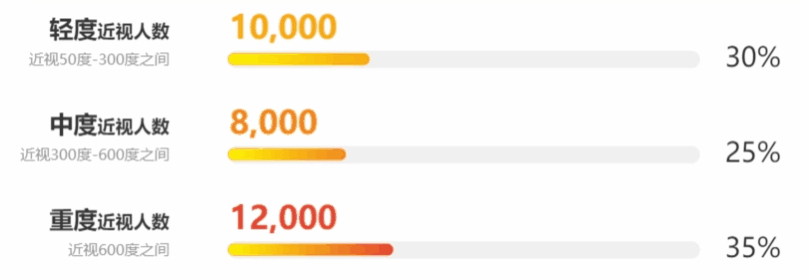 轻度近视人数
10,000
近视50度-300度之间
30%
中度近视人数
8,000
近视300度-600度之间
25%
重度近视人数
12,000
近视600度之间
35%